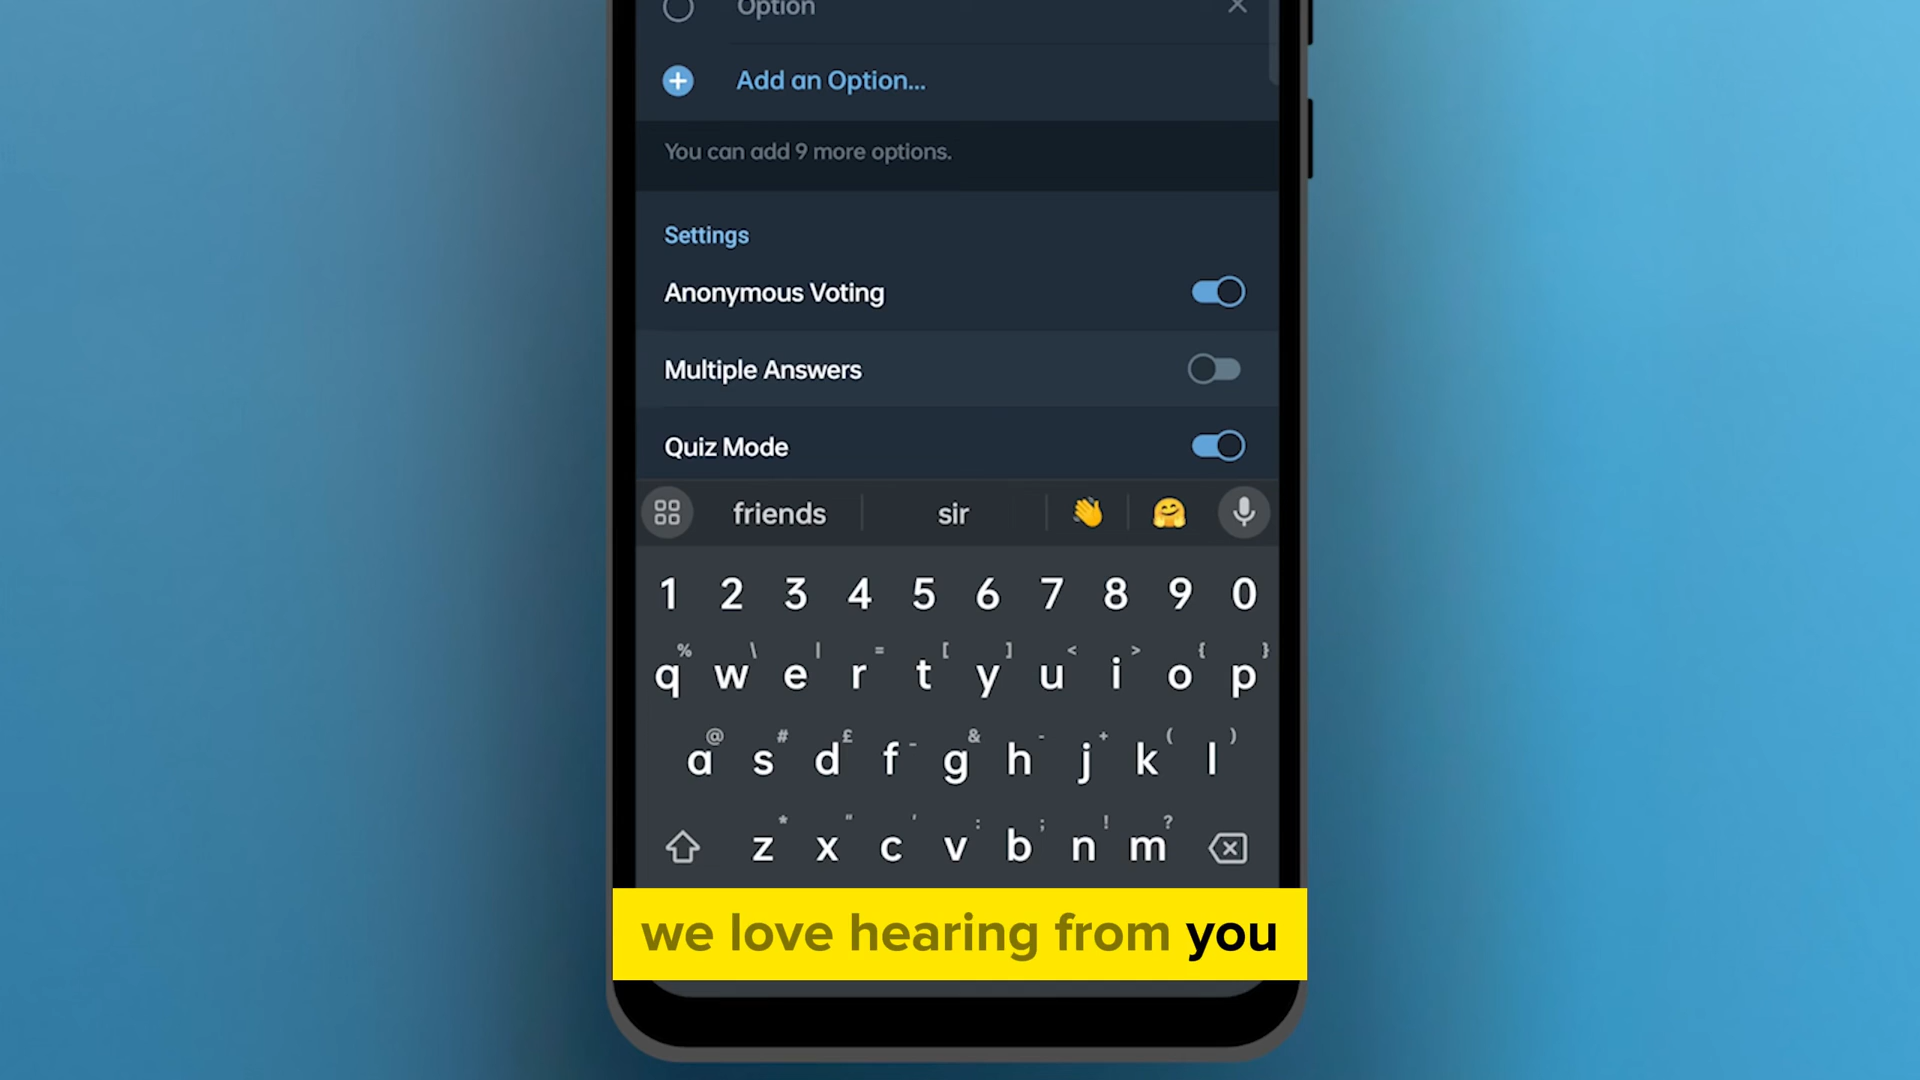 Option
Add an Option...
You can add 9 more options.
Settings
Anonymous Voting
Multiple Answers
Quiz Mode
friends sir 👋 🤗
1 2 3 4 5 6 7 8 9 0
% \ | = [ ] < > { }
q w e r t y u i o p
@ # £ _ & - + ( )
a s d f g h j k l
* " ' : ; ! ?
z x c v b n m
we love hearing from you